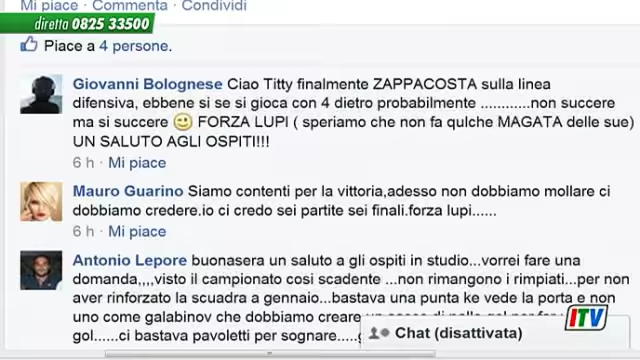 Mi piace · Commenta · Condividi
diretta 0825 33500
Piace a 4 persone.
Giovanni Bolognese Ciao Titty finalmente ZAPPACOSTA sulla linea
difensiva, ebbene si se si gioca con 4 dietro probabilmente ............non succere
ma si succere FORZA LUPI ( speriamo che non fa qulche MAGATA delle sue)
UN SALUTO AGLI OSPITI!!!
6 h · Mi piace
Mauro Guarino Siamo contenti per la vittoria,adesso non dobbiamo mollare ci
dobbiamo credere.io ci credo sei partite sei finali.forza lupi......
6 h · Mi piace
Antonio Lepore buonasera un saluto a gli ospiti in studio...vorrei fare una
domanda,,,,visto il campionato cosi scadente ...non rimangono i rimpiati...per non
aver rinforzato la scuadra a gennaio...bastava una punta ke vede la porta e non
uno come galabinov che dobbiamo creare
gol.....ci bastava pavoletti per sognare....
Chat (disattivata)
ITV